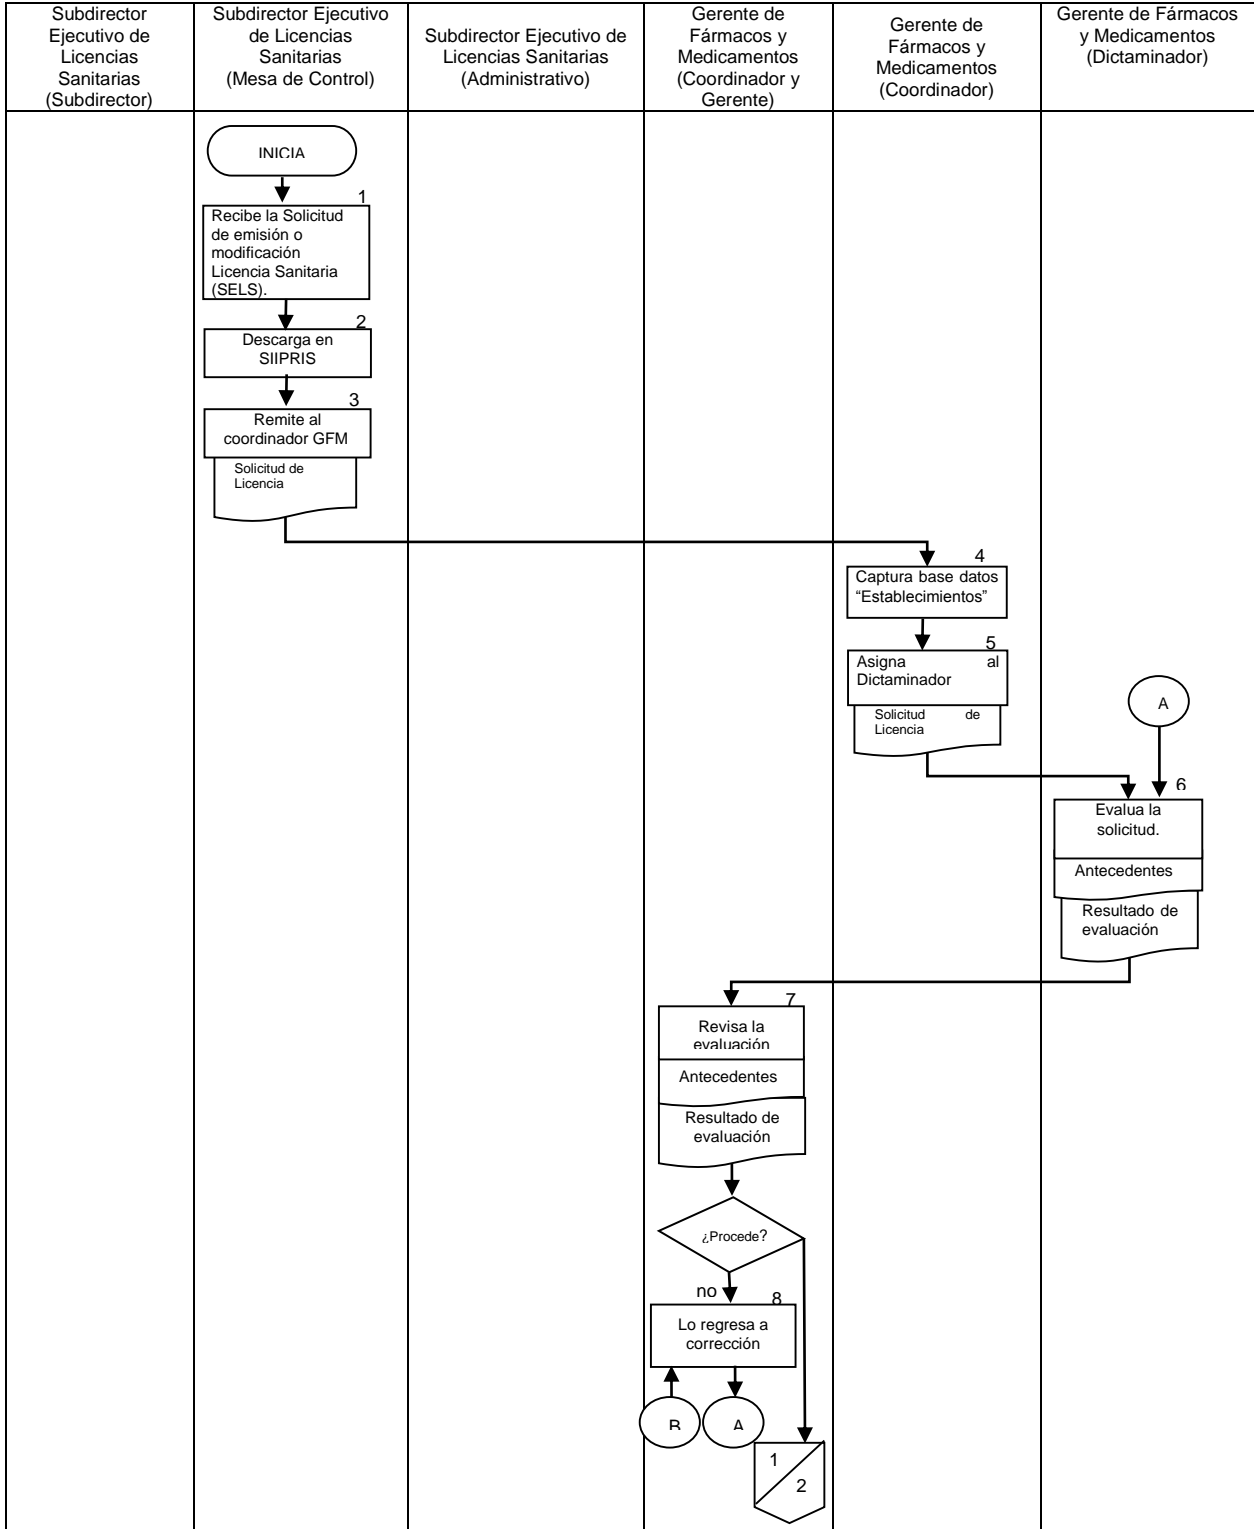 Subdirector
Ejecutivo de
Licencias
Sanitarias
(Subdirector)
Subdirector Ejecutivo
de Licencias
Sanitarias
(Mesa de Control)
Subdirector Ejecutivo de
Licencias Sanitarias
(Administrativo)
Gerente de
Fármacos y
Medicamentos
(Coordinador y
Gerente)
Gerente de
Fármacos y
Medicamentos
(Coordinador)
Gerente de Fármacos
y Medicamentos
(Dictaminador)
INICIA
1
Recibe la Solicitud
de emisión o
modificación
Licencia Sanitaria
(SELS).
2
Descarga en
SIIPRIS
3
Remite al
coordinador GFM
Solicitud de
Licencia
4
Captura base datos
“Establecimientos”
5
Asigna al
Dictaminador
Solicitud de
Licencia
A
6
Evalua la
solicitud.
Antecedentes
Resultado de
evaluación
7
Revisa la
evaluación
Antecedentes
Resultado de
evaluación
¿Procede?
no
8
Lo regresa a
corrección
B
A
1
2